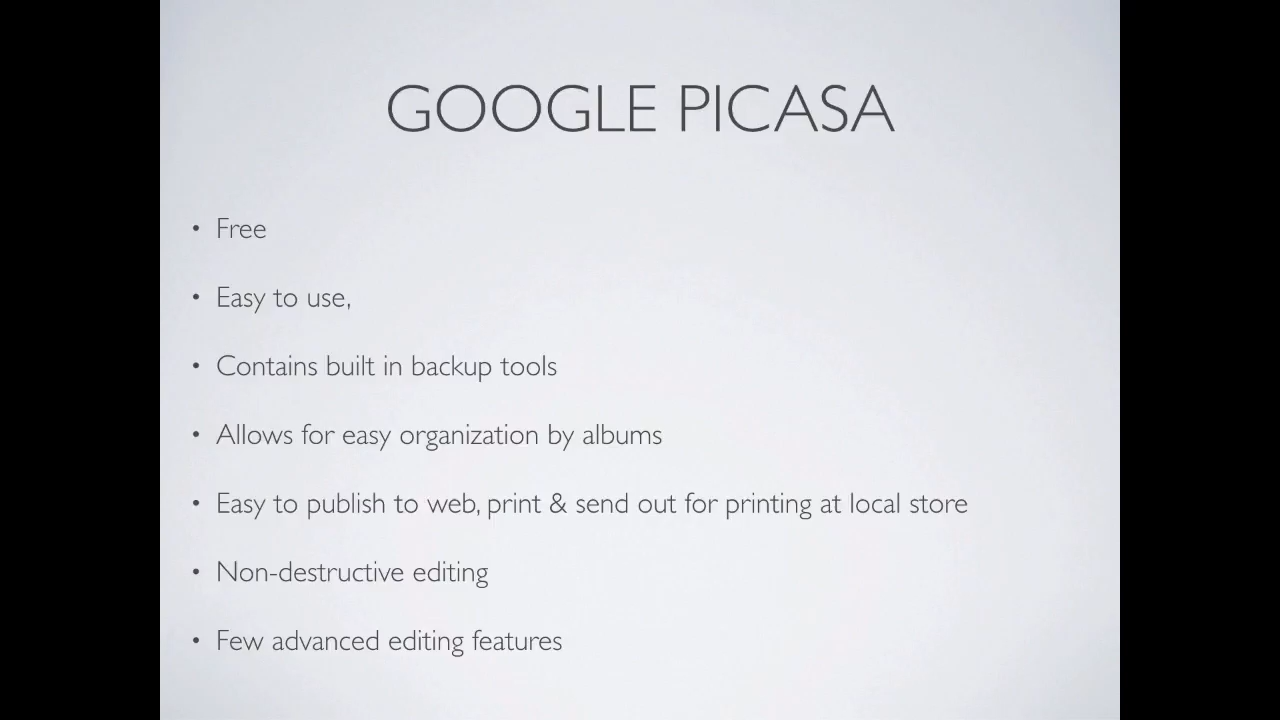 GOOGLE PICASA
• Free
• Easy to use,
• Contains built in backup tools
• Allows for easy organization by albums
• Easy to publish to web, print & send out for printing at local store
• Non-destructive editing
• Few advanced editing features